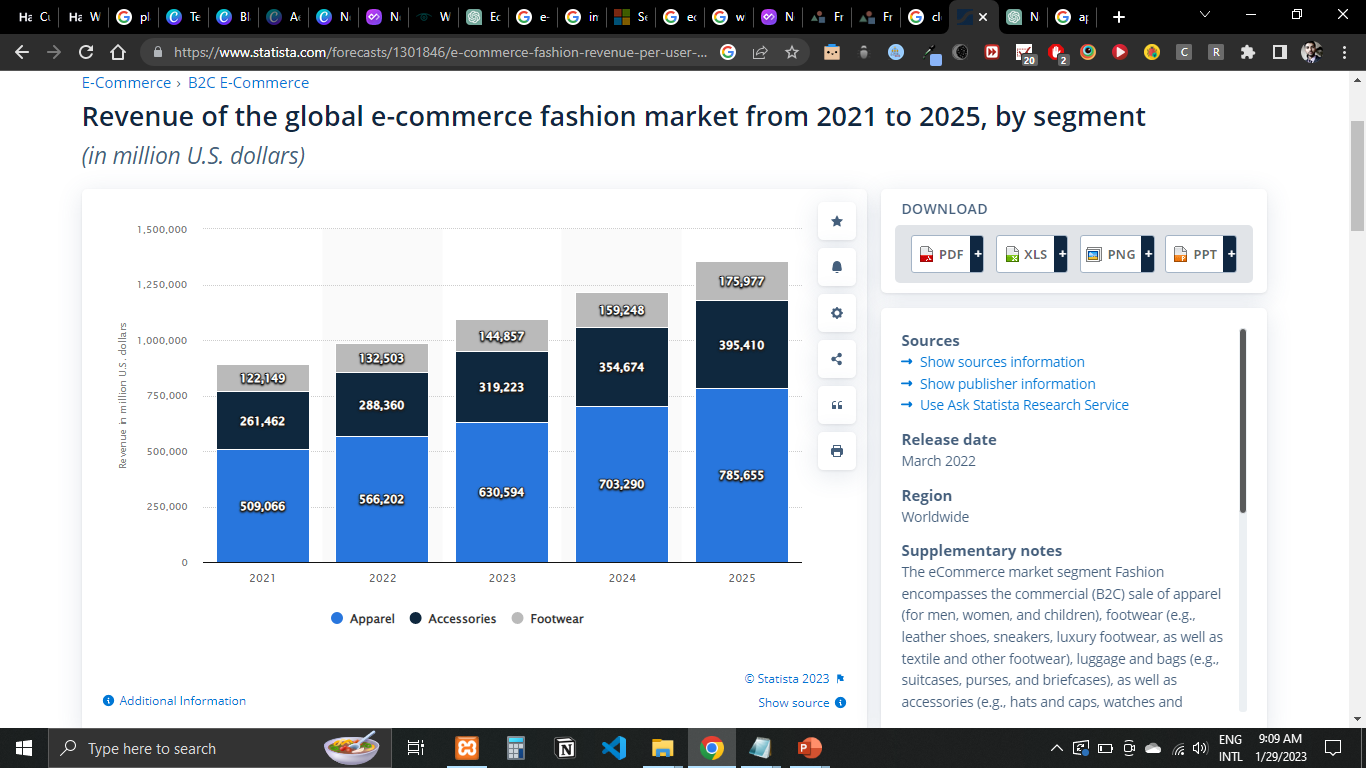 Ha Cu Ha W pl Te Bl Ac No No W Ec e- in Se ec w N Fr Fr cl N ap
https://www.statista.com/forecasts/1301846/e-commerce-fashion-revenue-per-user-...
20 2 C R
E-Commerce › B2C E-Commerce
Revenue of the global e-commerce fashion market from 2021 to 2025, by segment
(in million U.S. dollars)
Revenue in million U.S. dollars
1,500,000
1,250,000
1,000,000
750,000
500,000
250,000
0
122,149
261,462
509,066
132,503
288,360
566,202
144,857
319,223
630,594
159,248
354,674
703,290
175,977
395,410
785,655
2021 2022 2023 2024 2025
Apparel Accessories Footwear
© Statista 2023
Additional Information
Show source
DOWNLOAD
PDF + XLS + PNG + PPT +
Sources
→ Show sources information
→ Show publisher information
→ Use Ask Statista Research Service
Release date
March 2022
Region
Worldwide
Supplementary notes
The eCommerce market segment Fashion
encompasses the commercial (B2C) sale of apparel
(for men, women, and children), footwear (e.g.,
leather shoes, sneakers, luxury footwear, as well as
textile and other footwear), luggage and bags (e.g.,
suitcases, purses, and briefcases), as well as
accessories (e.g., hats and caps, watches and
Type here to search
ENG
INTL
9:09 AM
1/29/2023